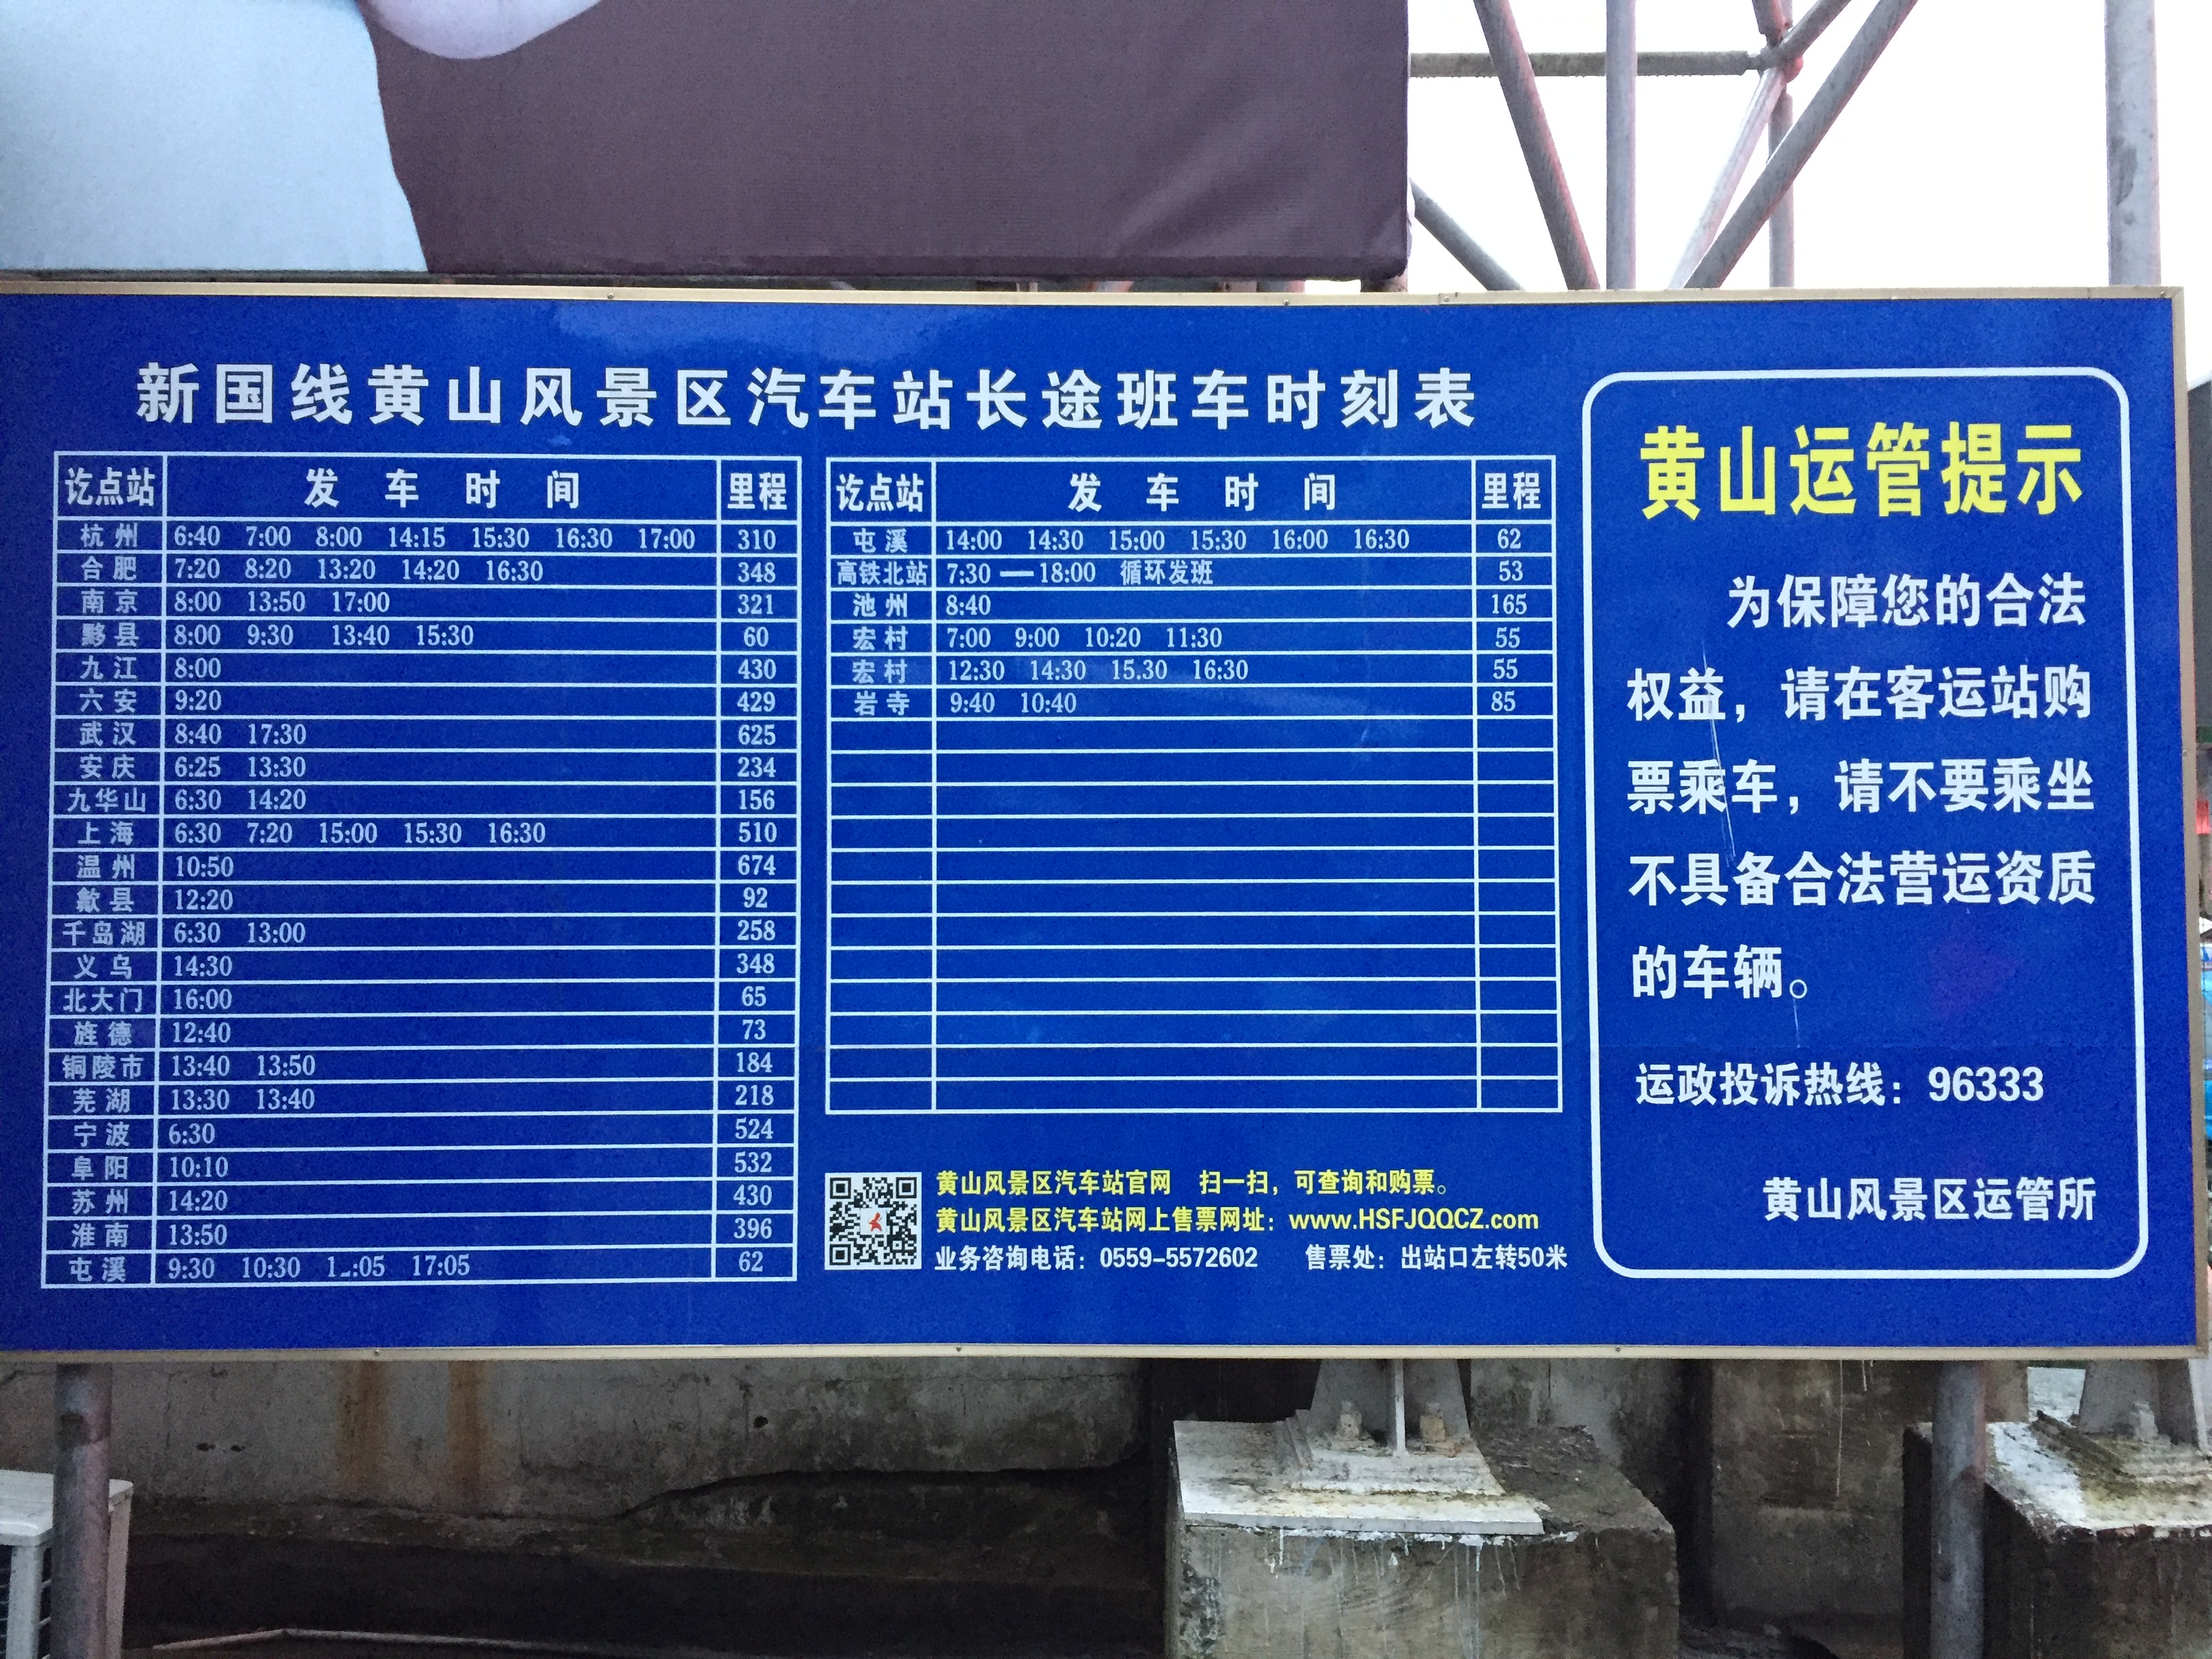 新国线黄山风景区汽车站长途班车时刻表
讫点站 发车时间 里程
杭州 6:40 7:00 8:00 14:15 15:30 16:30 17:00 310
合肥 7:20 8:20 13:20 14:20 16:30 348
南京 8:00 13:50 17:00 321
黟县 8:00 9:30 13:40 15:30 60
九江 8:00 430
六安 9:20 429
武汉 8:40 17:30 625
安庆 6:25 13:30 234
九华山 6:30 14:20 156
上海 6:30 7:20 15:00 15:30 16:30 510
温州 10:50 674
歙县 12:20 92
千岛湖 6:30 13:00 258
义乌 14:30 348
北大门 16:00 65
旌德 12:40 73
铜陵市 13:40 13:50 184
芜湖 13:30 13:40 218
宁波 6:30 524
阜阳 10:10 532
苏州 14:20 430
淮南 13:50 396
屯溪 9:30 10:30 17:05 62
讫点站 发车时间 里程
屯溪 14:00 14:30 15:00 15:30 16:00 16:30 62
高铁北站 7:30 — 18:00 循环发班 53
池州 8:40 165
宏村 7:00 9:00 10:20 11:30 55
宏村 12:30 14:30 15.30 16:30 55
岩寺 9:40 10:40 85
黄山风景区汽车站官网 扫一扫，可查询和购票。
黄山风景区汽车站网上售票网址：www.HSFJQQCZ.com
业务咨询电话：0559-5572602 售票处：出站口左转50米
黄山运管提示
为保障您的合法
权益，请在客运站购
票乘车，请不要乘坐
不具备合法营运资质
的车辆。
运政投诉热线：96333
黄山风景区运管所